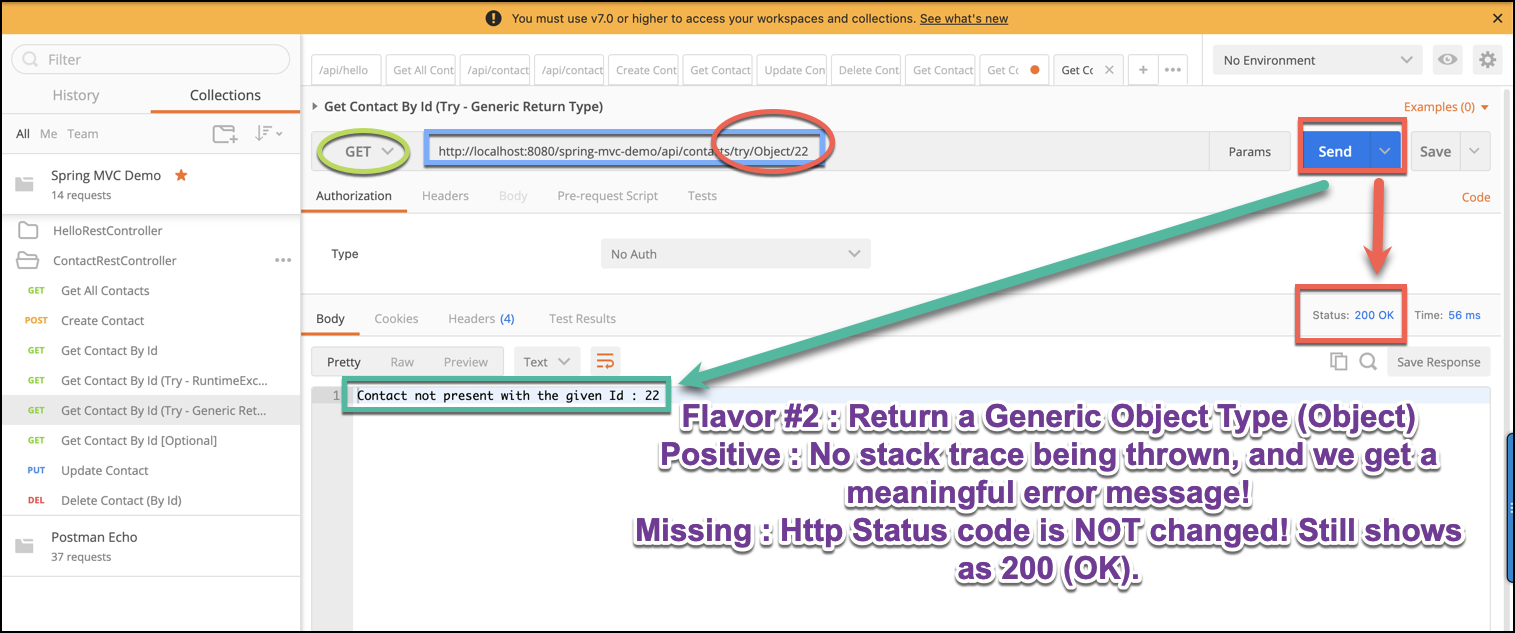 You must use v7.0 or higher to access your workspaces and collections. See what's new
Filter
History Collections
All Me Team
Spring MVC Demo
14 requests
HelloRestController
ContactRestController
GET Get All Contacts
POST Create Contact
GET Get Contact By Id
GET Get Contact By Id (Try - RuntimeExc...
GET Get Contact By Id (Try - Generic Ret...
GET Get Contact By Id [Optional]
PUT Update Contact
DEL Delete Contact (By Id)
Postman Echo
37 requests
/api/hello Get All Cont /api/contact /api/contact Create Cont Get Contact Update Con Delete Cont Get Contact Get Cc Get Cc
No Environment
Get Contact By Id (Try - Generic Return Type)
Examples (0)
GET http://localhost:8080/spring-mvc-demo/api/contacts/try/Object/22 Params Send Save
Authorization Headers Body Pre-request Script Tests Code
Type No Auth
Body Cookies Headers (4) Test Results Status: 200 OK Time: 56 ms
Pretty Raw Preview Text Save Response
1 Contact not present with the given Id : 22
Flavor #2 : Return a Generic Object Type (Object)
Positive : No stack trace being thrown, and we get a
meaningful error message!
Missing : Http Status code is NOT changed! Still shows
as 200 (OK).